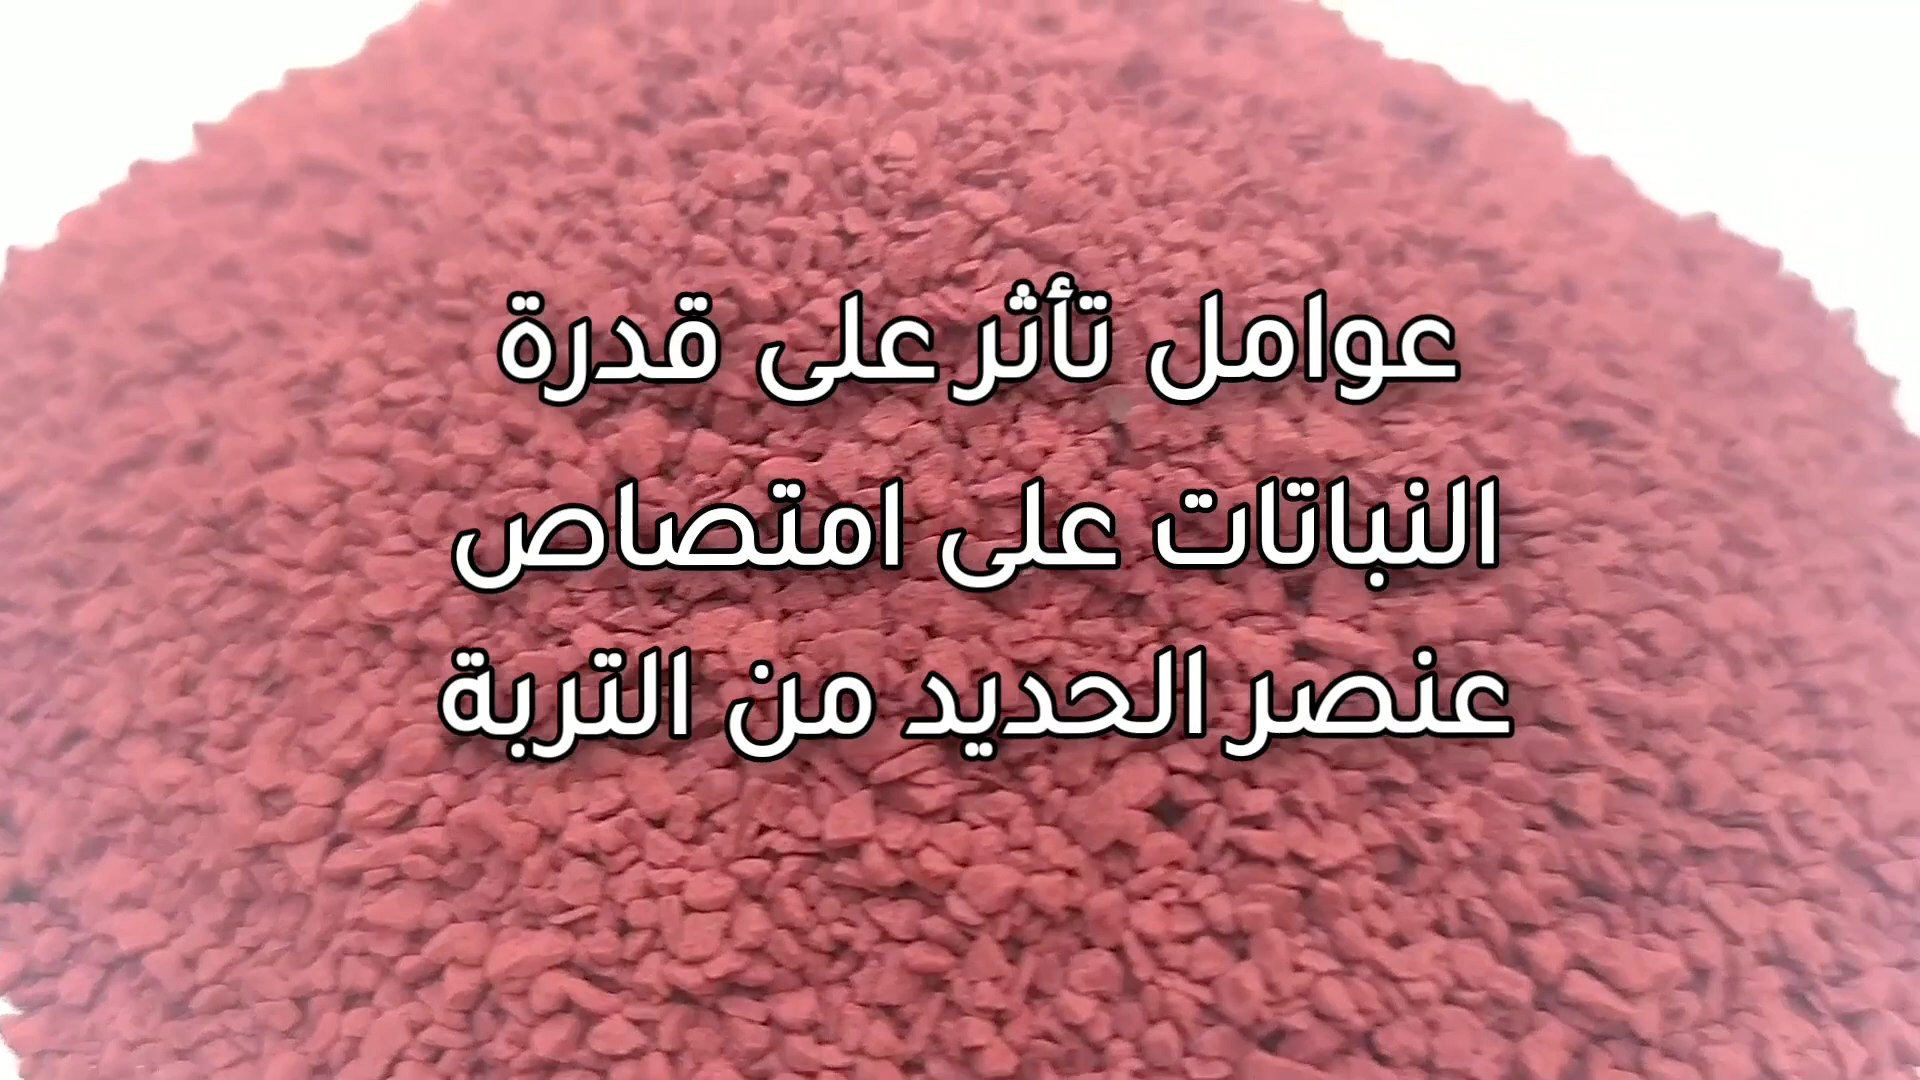 عوامل تأثر على قدرة
النباتات على امتصاص
عنصر الحديد من التربة